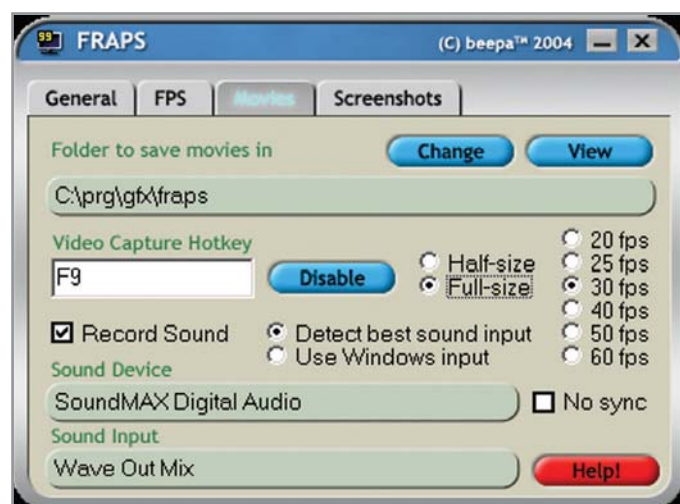 99
FRAPS (C) beepa™ 2004
General FPS Movies Screenshots
Folder to save movies in Change View
C:\prg\gfx\fraps
Video Capture Hotkey
F9 Disable
Half-size
Full-size
20 fps
25 fps
30 fps
40 fps
50 fps
60 fps
Record Sound Detect best sound input
Use Windows input
Sound Device
SoundMAX Digital Audio No sync
Sound Input
Wave Out Mix Help!